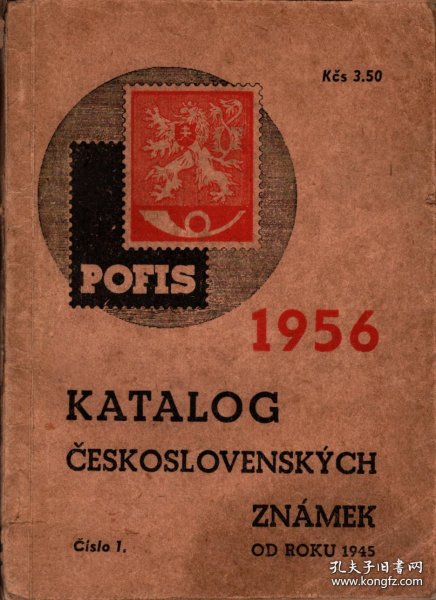 Kčs 3.50
POFIS
1956
KATALOG
ČESKOSLOVENSKÝCH
ZNÁMEK
Číslo 1.
OD ROKU 1945
孔夫子旧书网
www.kongfz.com